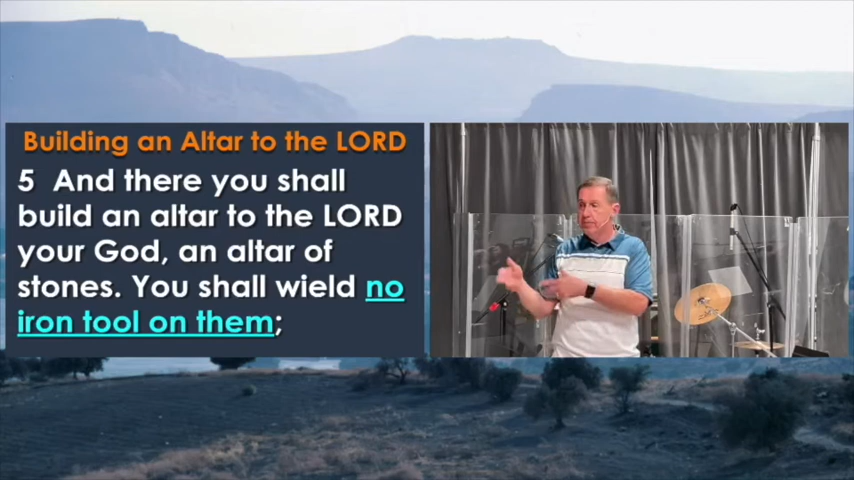 Building an Altar to the LORD
5 And there you shall
build an altar to the LORD
your God, an altar of
stones. You shall wield no
iron tool on them;